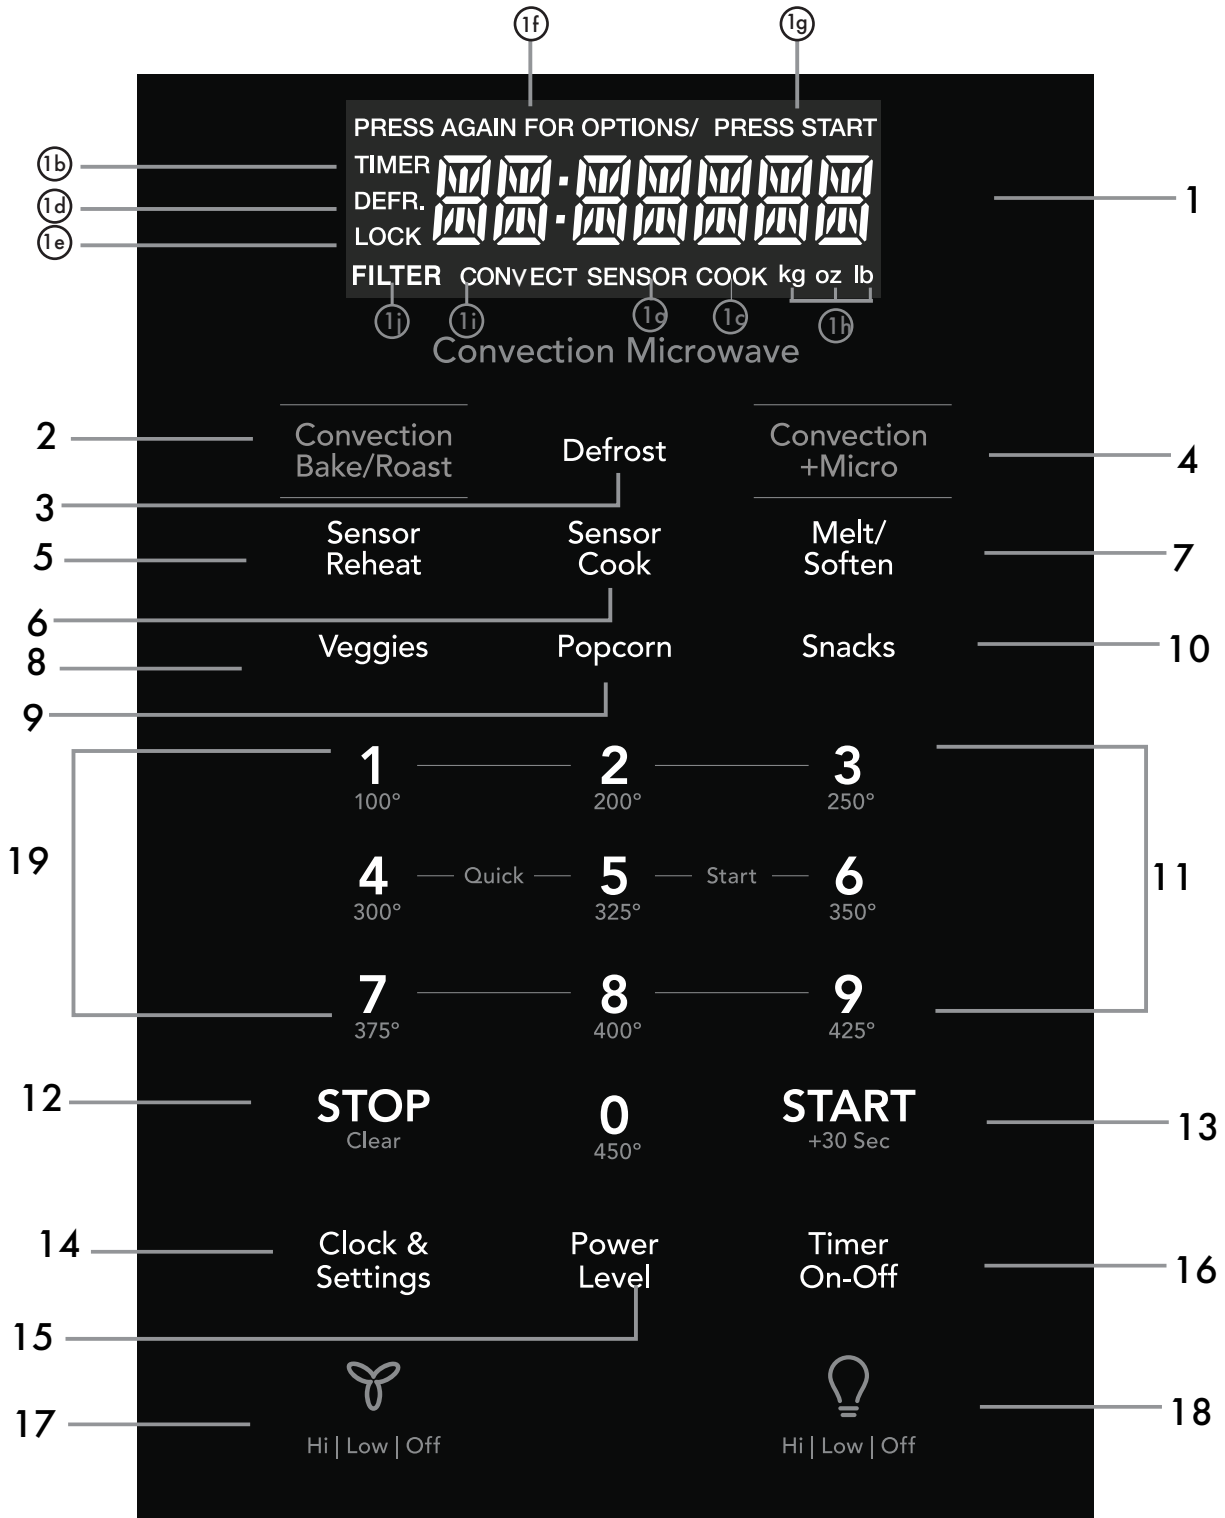 1f 1g
PRESS AGAIN FOR OPTIONS/ PRESS START
1b TIMER
1d DEFR.
1
1e LOCK
FILTER CONVECT SENSOR COOK kg oz lb
1j 1i 1a 1c 1h
Convection Microwave
2 Convection Bake/Roast
Defrost
Convection +Micro 4
3
5 Sensor Reheat
Sensor Cook
Melt/ Soften 7
6
8 Veggies Popcorn Snacks 10
9
1 2 3
100° 200° 250°
19 4 Quick 5 Start 6 11
300° 325° 350°
7 8 9
375° 400° 425°
12 STOP 0 START 13
Clear 450° +30 Sec
14 Clock & Settings
Power Level
Timer On-Off 16
15
17 18
Hi | Low | Off Hi | Low | Off